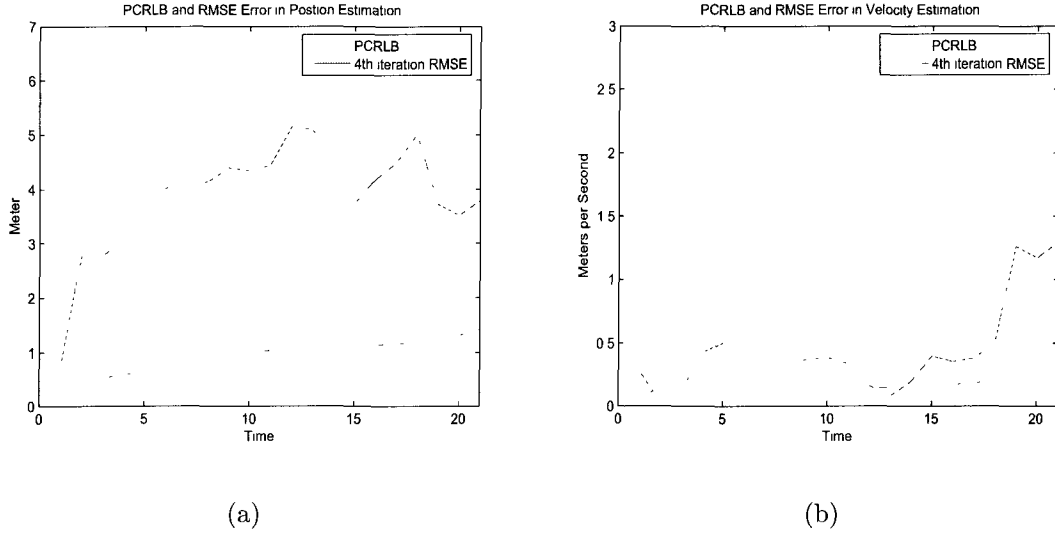 PCRLB and RMSE Error in Postion Estimation
PCRLB
4th iteration RMSE
Meter
7
6
5
4
3
2
1
0
0 5 10 15 20
Time
(a)
PCRLB and RMSE Error in Velocity Estimation
PCRLB
4th iteration RMSE
Meters per Second
3
2 5
2
1 5
1
0 5
0
0 5 10 15 20
Time
(b)